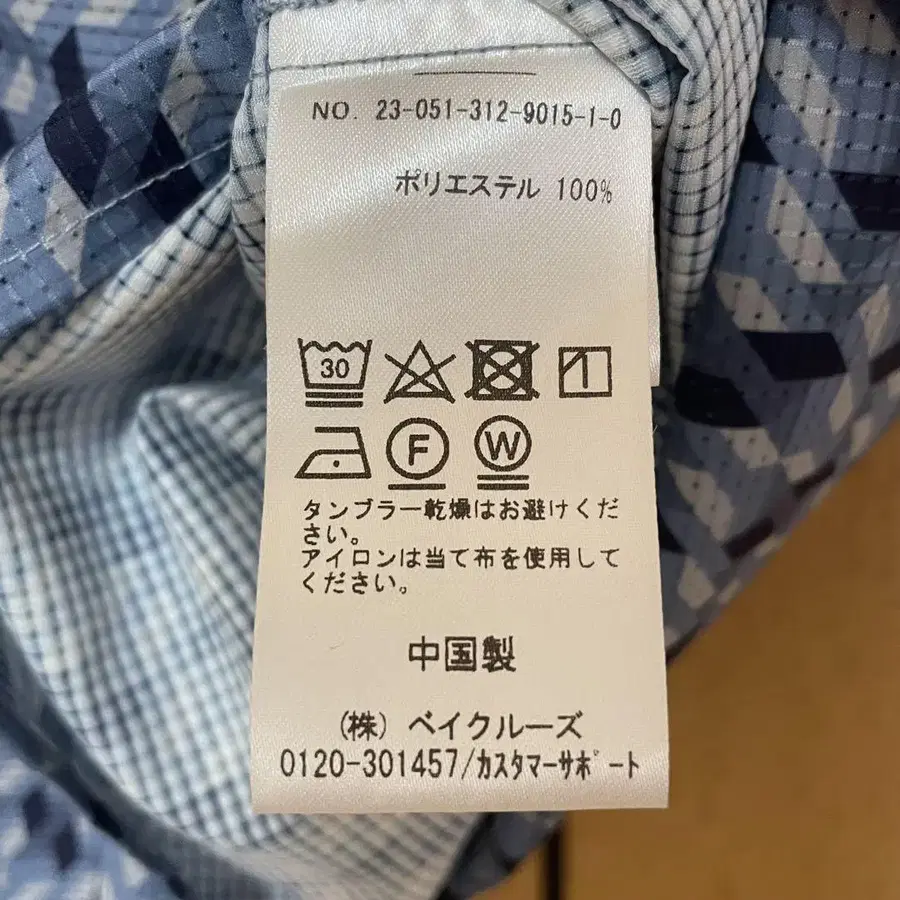 NO. 23-051-312-9015-1-0
ポリエステル 100%
30
F W
タンブラー乾燥はお避けくだ
さい。
アイロンは当て布を使用して
ください。
中国製
(株) ベイクルーズ
0120-301457/カスタマーサポート